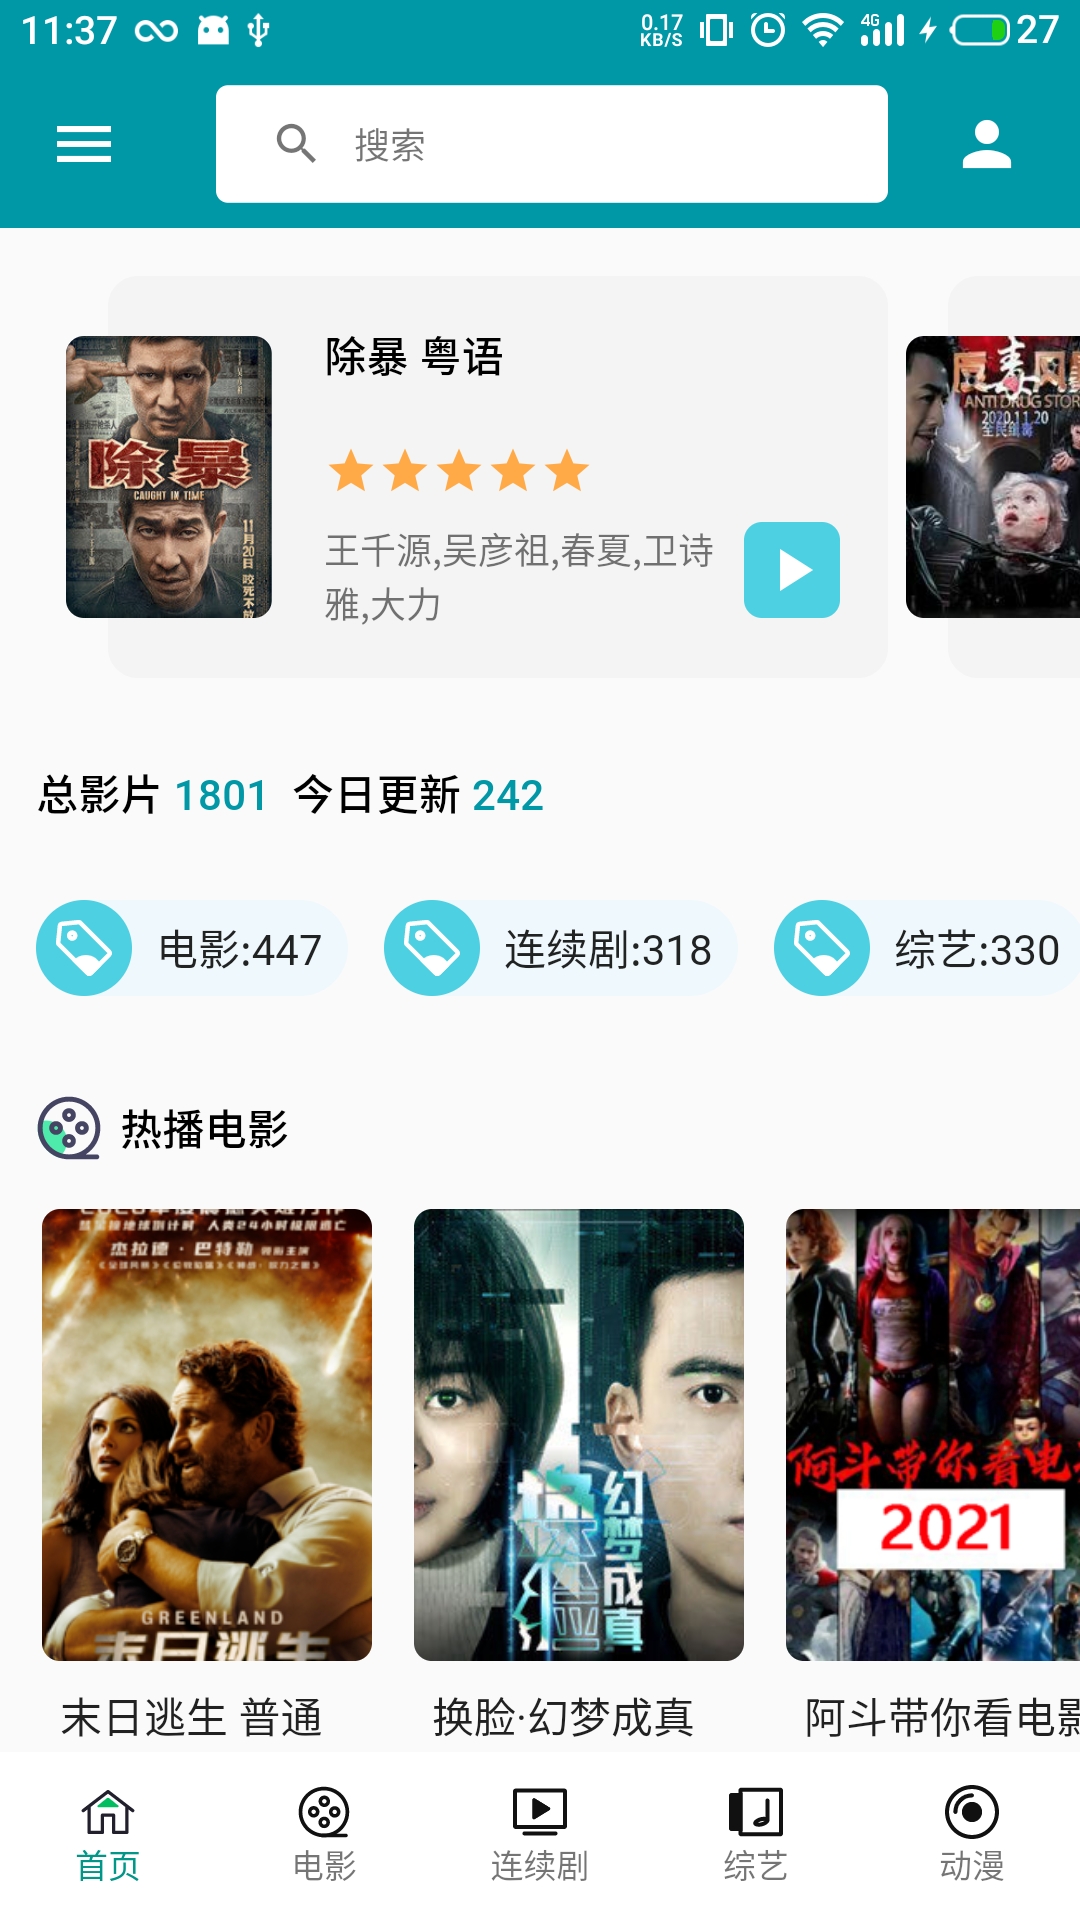 11:37
0.17 KB/S
4G
27
搜索
除暴 粤语
王千源,吴彦祖,春夏,卫诗
雅,大力
除暴
CAUGHT IN TIME
11月20日
ANTI DRUG STOR
2020.11.20
总影片 1801 今日更新 242
电影:447
连续剧:318
综艺:330
热播电影
杰拉德·巴特勒
GREENLAND
末日逃生
幻梦成真
阿斗带你看电
2021
末日逃生 普通
换脸·幻梦成真
阿斗带你看电影
首页
电影
连续剧
综艺
动漫